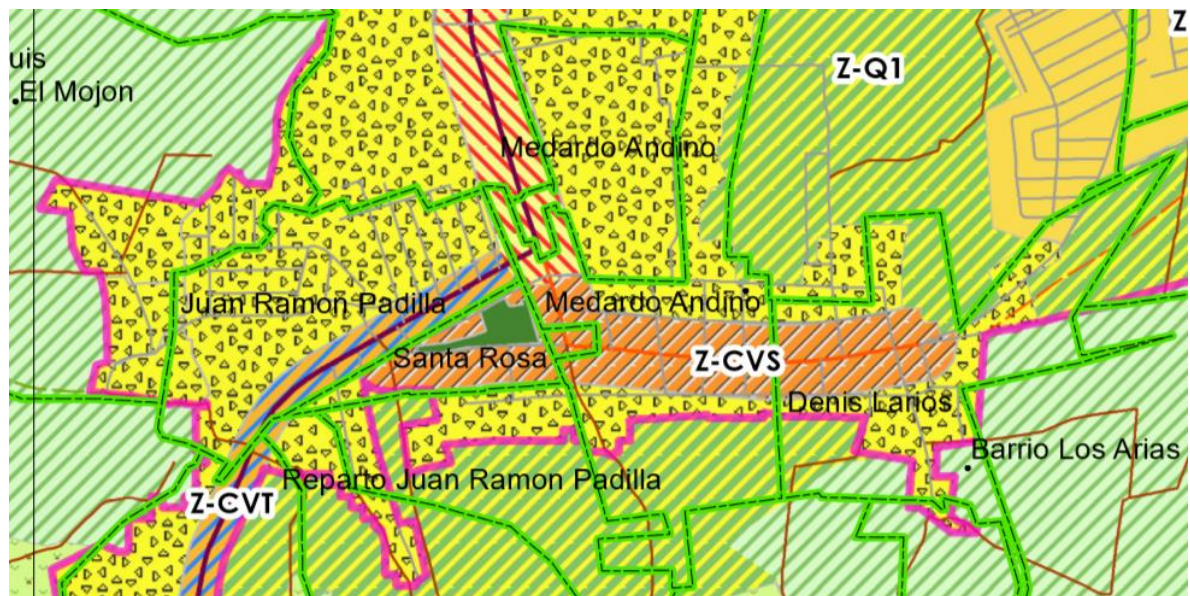 Z
uis
Z-Q1
El Mojon
Medardo Andino
Juan Ramon Padilla
Medardo Andino
Santa Rosa
Z-CVS
Denis Larios
Barrio Los Arias
Reparto Juan Ramon Padilla
Z-CVT